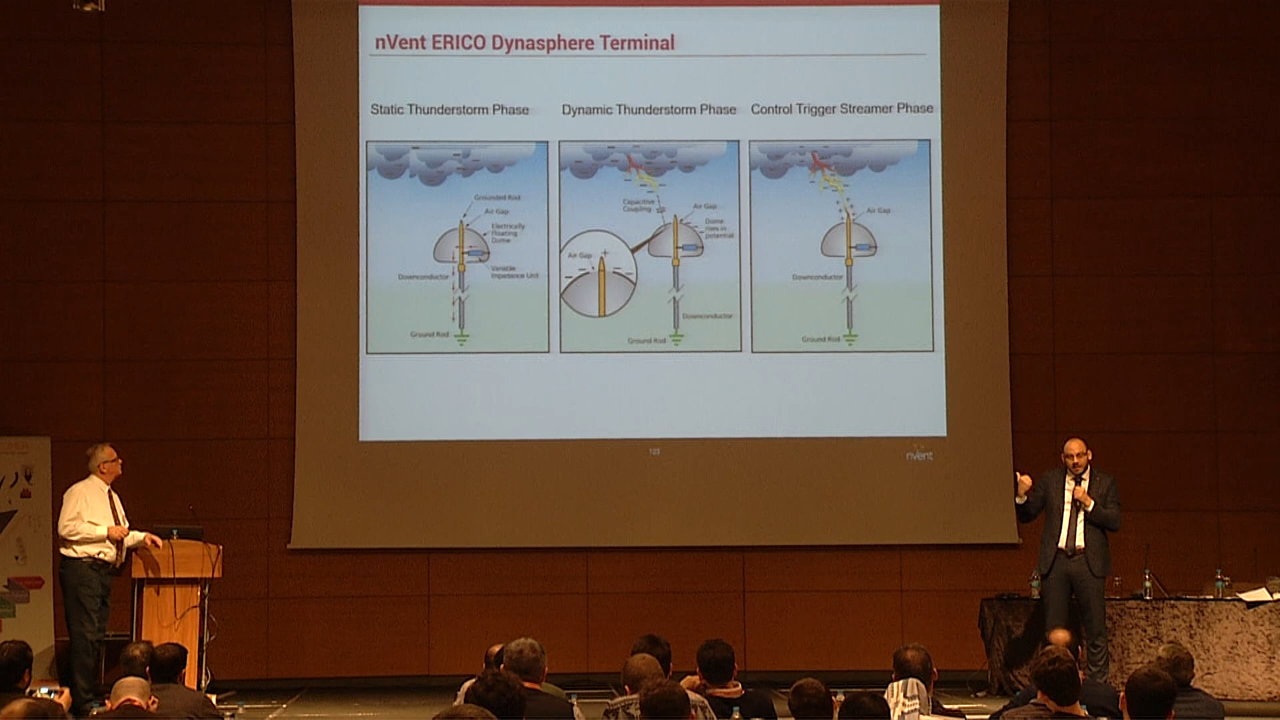 nVent ERICO Dynasphere Terminal
Static Thunderstorm Phase
Dynamic Thunderstorm Phase
Control Trigger Streamer Phase
Grounded Rod
Air Gap
Electrically
Floating
Dome
Variable
Impedance Unit
Downconductor
Ground Rod
Capacitive
Coupling
Air Gap
Dome
rises in
potential
Air Gap
Downconductor
Ground Rod
Air Gap
Downconductor
Ground Rod
nVent